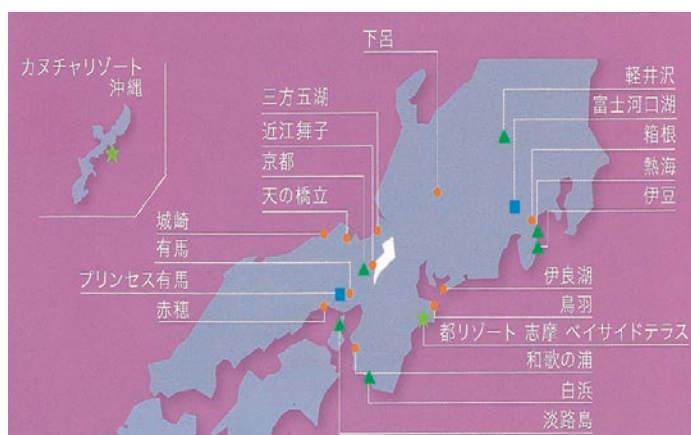 カヌチャリゾート
沖縄
下呂
三方五湖
近江舞子
京都
天の橋立
城崎
有馬
プリンセス有馬
赤穂
軽井沢
富士河口湖
箱根
熱海
伊豆
伊良湖
鳥羽
都リゾート 志摩 ベイサイドテラス
和歌の浦
白浜
淡路島